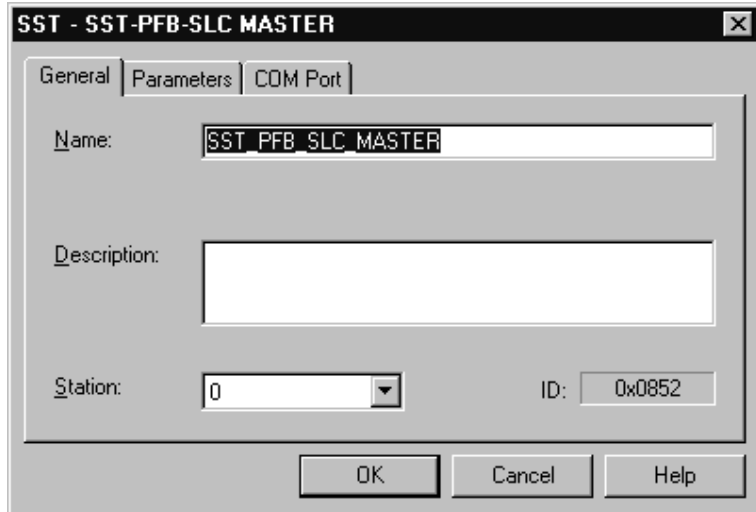 SST - SST-PFB-SLC MASTER
General Parameters COM Port
Name: SST_PFB_SLC_MASTER
Description:
Station: 0 ID: 0x0852
OK Cancel Help